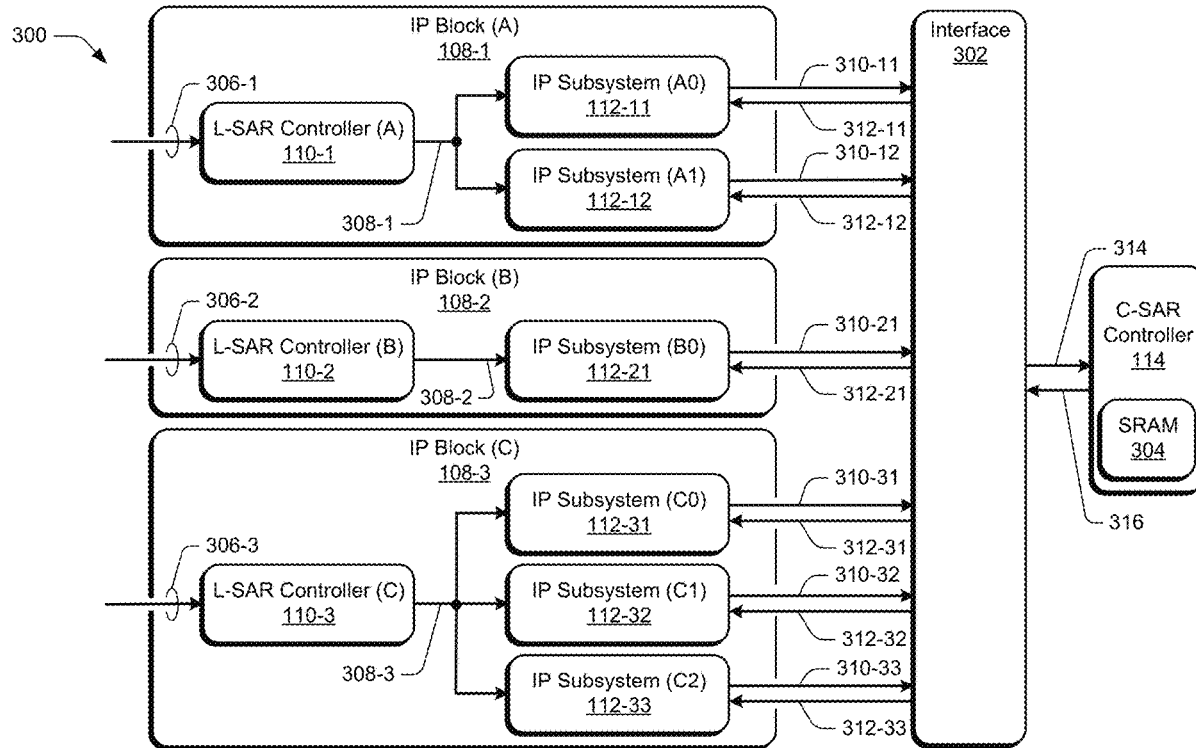 300
IP Block (A)
108-1
306-1
L-SAR Controller (A)
110-1
308-1
IP Subsystem (A0)
112-11
IP Subsystem (A1)
112-12
310-11
312-11
310-12
312-12
IP Block (B)
108-2
306-2
L-SAR Controller (B)
110-2
308-2
IP Subsystem (B0)
112-21
310-21
312-21
IP Block (C)
108-3
306-3
L-SAR Controller (C)
110-3
308-3
IP Subsystem (C0)
112-31
IP Subsystem (C1)
112-32
IP Subsystem (C2)
112-33
310-31
312-31
310-32
312-32
310-33
312-33
Interface
302
314
C-SAR
Controller
114
SRAM
304
316